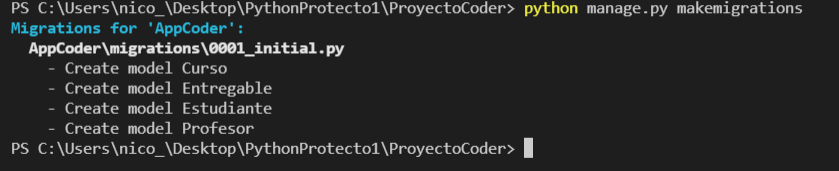 PS C:\Users\nico_\Desktop\PythonProtecto1\ProyectoCoder> python manage.py makemigrations
Migrations for 'AppCoder':
  AppCoder\migrations\0001_initial.py
    - Create model Curso
    - Create model Entregable
    - Create model Estudiante
    - Create model Profesor
PS C:\Users\nico_\Desktop\PythonProtecto1\ProyectoCoder>